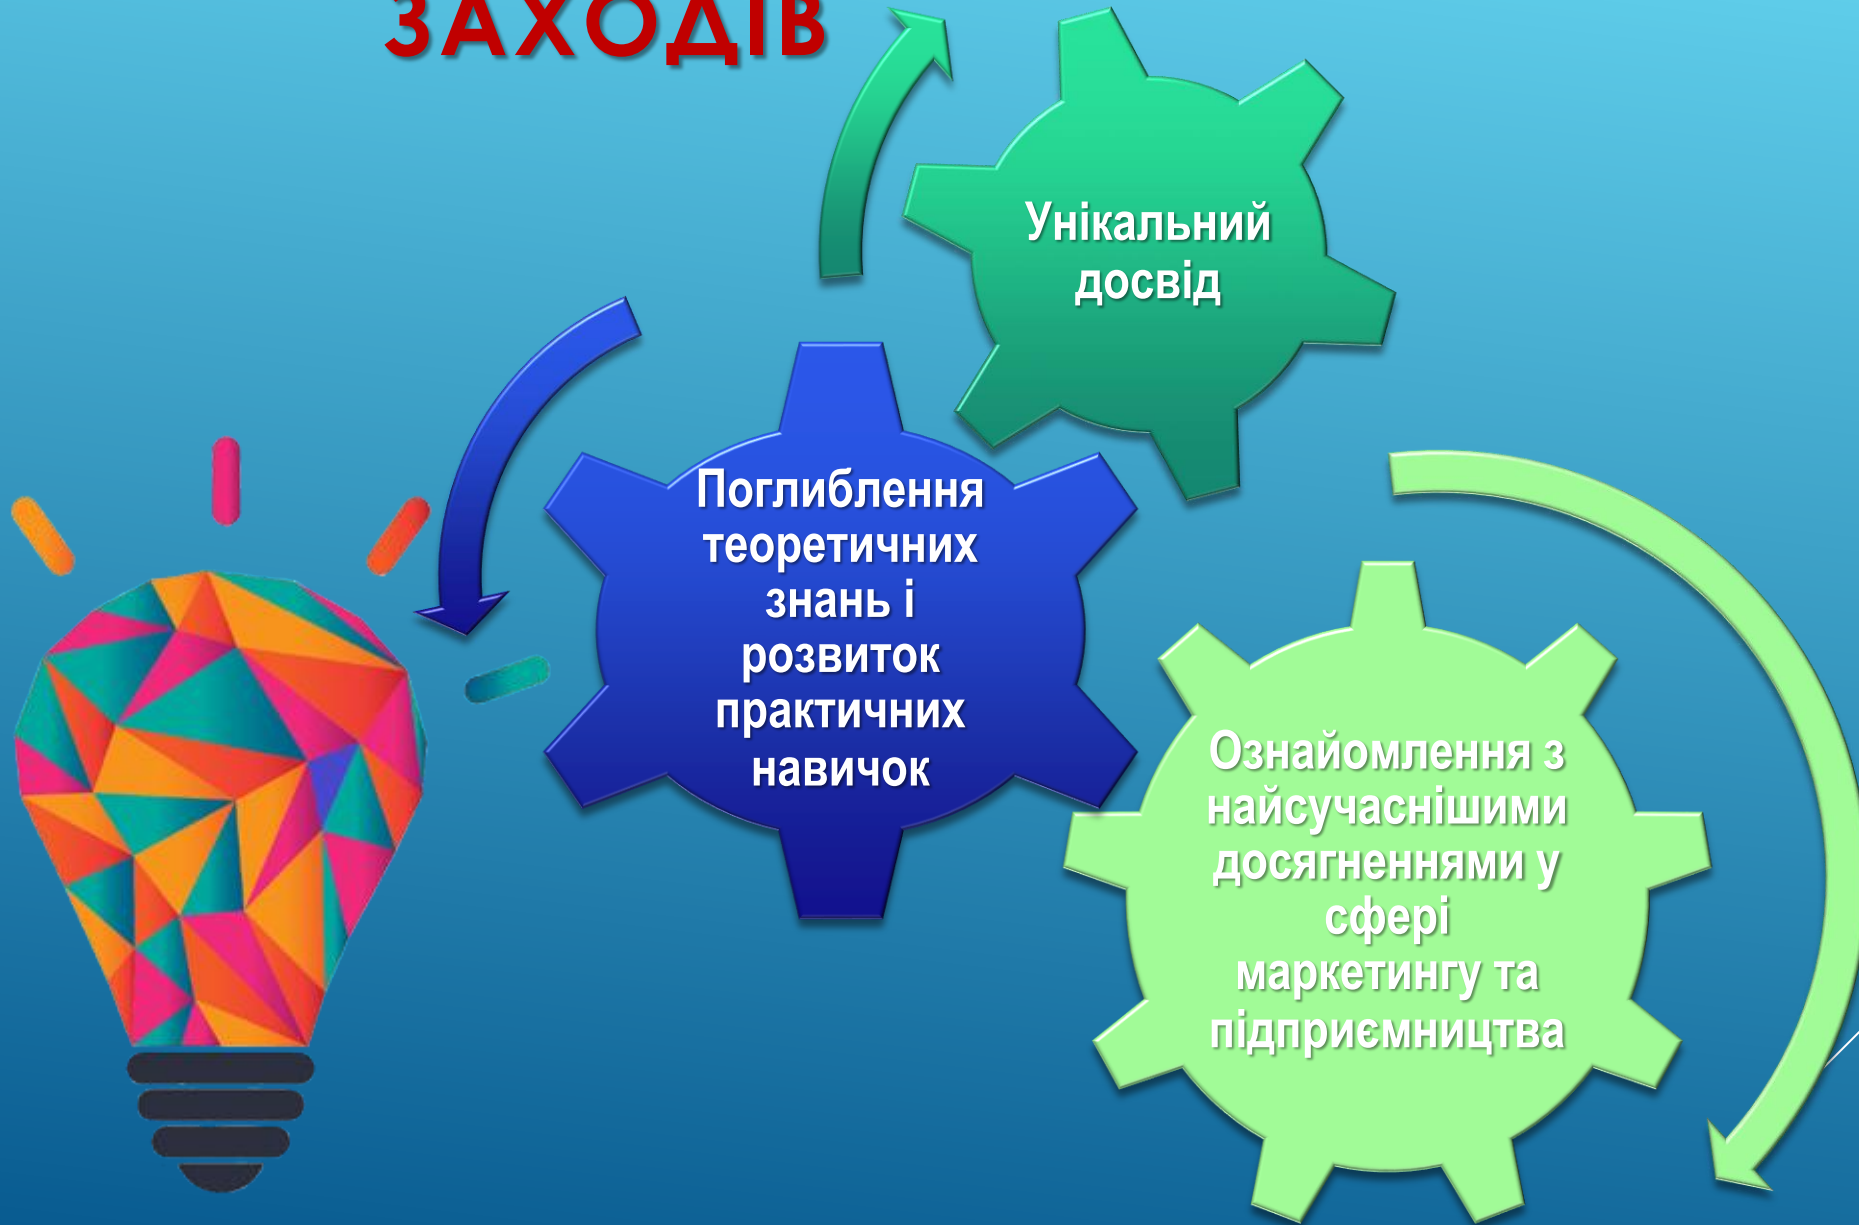 ЗАХОДІВ
Унікальний
досвід
Поглиблення
теоретичних
знань і
розвиток
практичних
навичок
Ознайомлення з
найсучаснішими
досягненнями у
сфері
маркетингу та
підприємництва